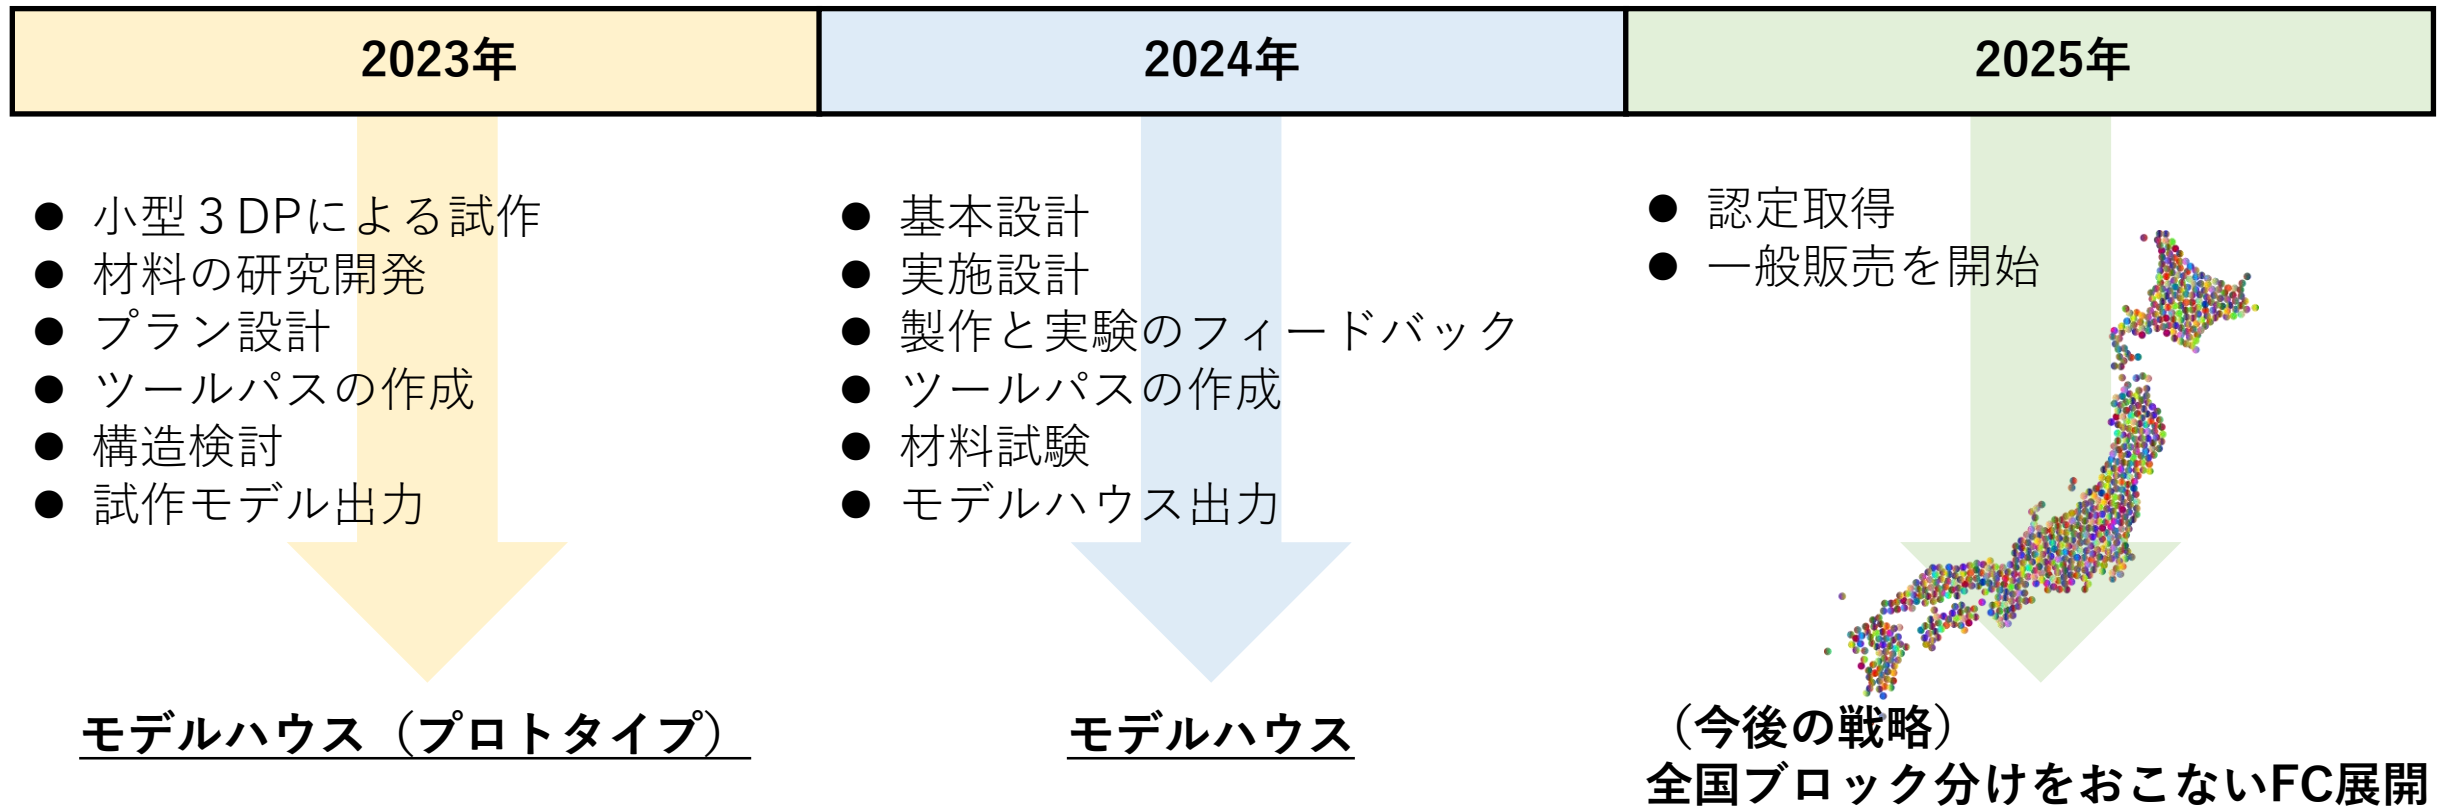 2023年
2024年
2025年
● 小型３DPによる試作
● 材料の研究開発
● プラン設計
● ツールパスの作成
● 構造検討
● 試作モデル出力
モデルハウス（プロトタイプ）
● 基本設計
● 実施設計
● 製作と実験のフィードバック
● ツールパスの作成
● 材料試験
● モデルハウス出力
モデルハウス
● 認定取得
● 一般販売を開始
（今後の戦略）
全国ブロック分けをおこないFC展開